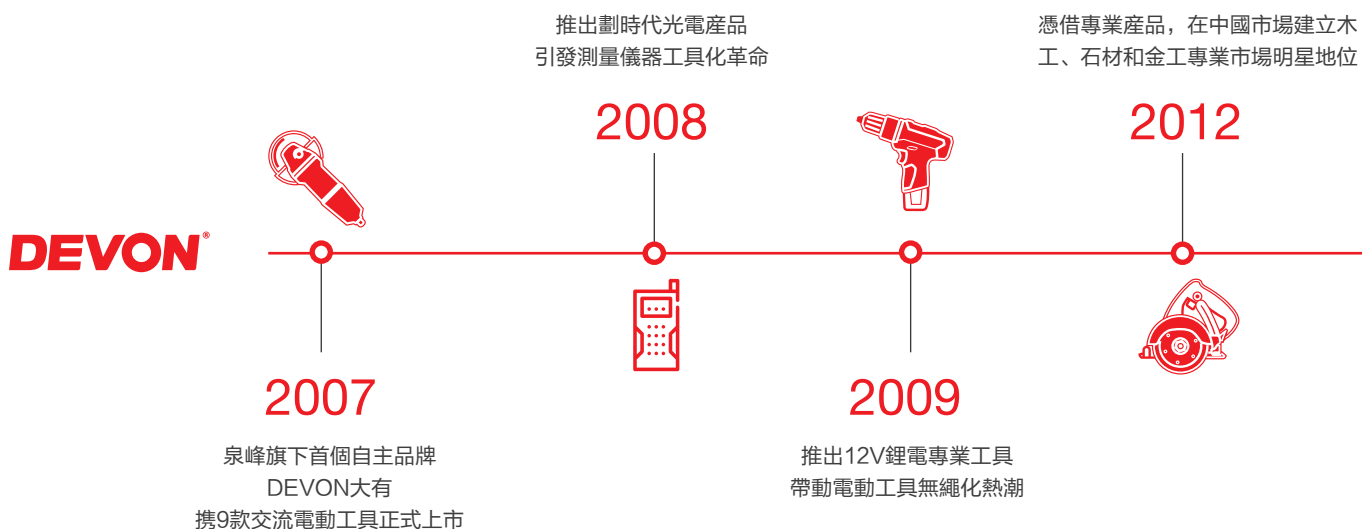 推出劃時代光電産品
引發測量儀器工具化革命
2008
憑借專業産品，在中國市場建立木
工、石材和金工專業市場明星地位
2012
DEVON®
2007
泉峰旗下首個自主品牌
DEVON大有
携9款交流電動工具正式上市
2009
推出12V鋰電專業工具
帶動電動工具無繩化熱潮